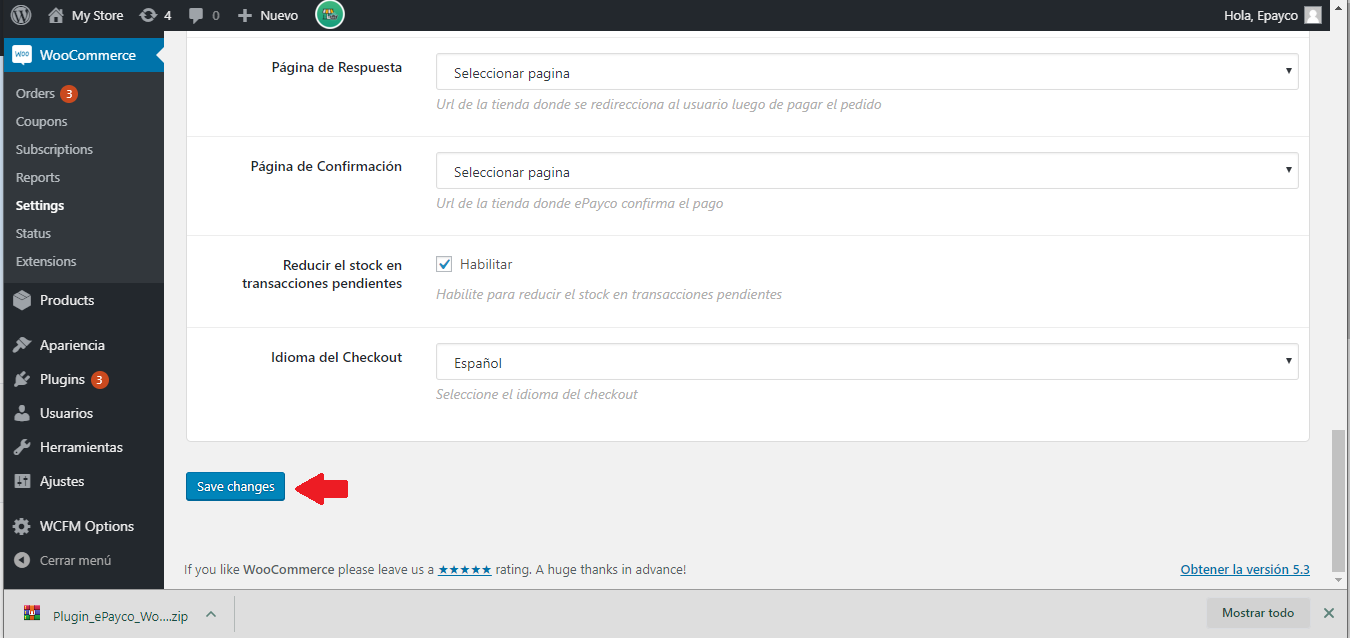 My Store 4 0 Nuevo Hola, Epayco
WOO WooCommerce
Orders 3
Coupons
Subscriptions
Reports
Settings
Status
Extensions
Products
Apariencia
Plugins 3
Usuarios
Herramientas
Ajustes
WCFM Options
Cerrar menú
Página de Respuesta
Seleccionar pagina
Url de la tienda donde se redirecciona al usuario luego de pagar el pedido
Página de Confirmación
Seleccionar pagina
Url de la tienda donde ePayco confirma el pago
Reducir el stock en
transacciones pendientes
Habilitar
Habilite para reducir el stock en transacciones pendientes
Idioma del Checkout
Español
Seleccione el idioma del checkout
Save changes
If you like WooCommerce please leave us a ★★★★★ rating. A huge thanks in advance!
Obtener la versión 5.3
Plugin_ePayco_Wo....zip
Mostrar todo